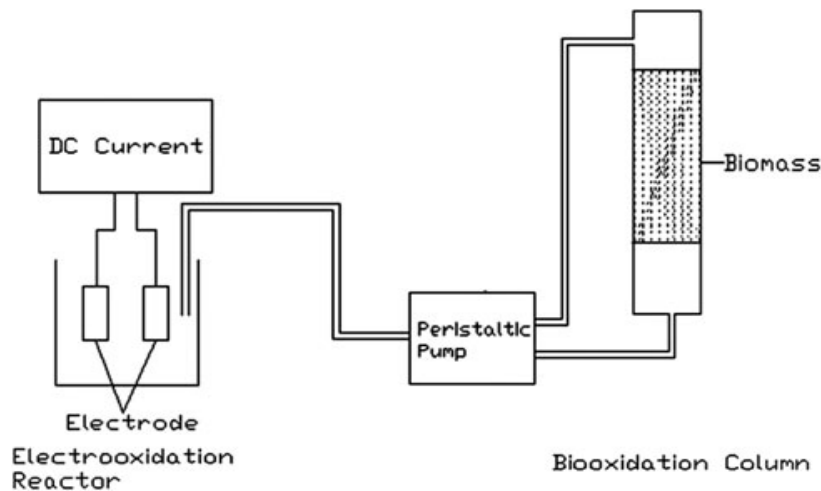 DC Current
Biomass
Peristaltic
Pump
Electrode
Electrooxidation
Reactor
Biooxidation Column